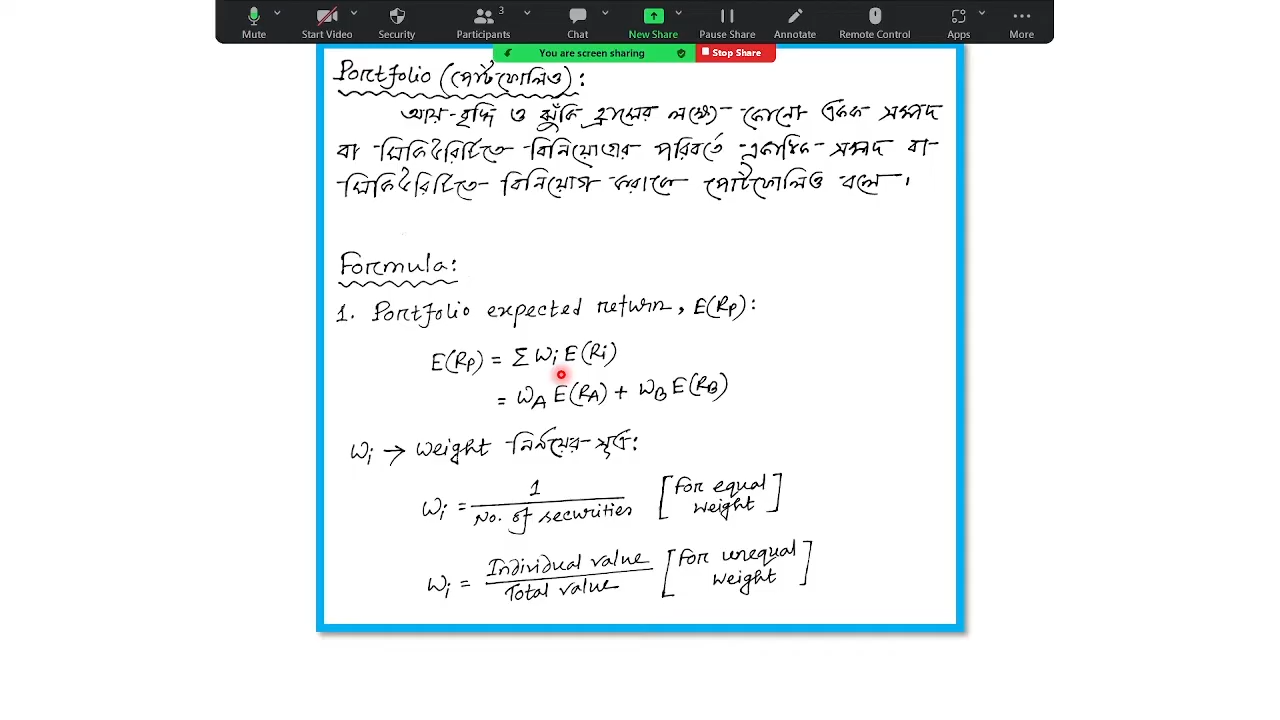 Mute
Start Video
Security
Participants
3
Chat
New Share
Pause Share
Annotate
Remote Control
Apps
More
You are screen sharing
Stop Share
Portfolio (পোর্টফোলিও):
আয় বৃদ্ধি ও ঝুঁকি হ্রাসের লক্ষ্যে কোনো একক সম্পদ
বা সিকিউরিটিতে বিনিয়োগের পরিবর্তে একাধিক সম্পদ বা
সিকিউরিটিতে বিনিয়োগ করাকে পোর্টফোলিও বলে।
Formula:
1. Portfolio expected return, E(Rp):
E(Rp) = Σ Wi E(Ri)
= WA E(RA) + WB E(RB)
Wi → Weight নির্ণয়ের সূত্র:
Wi = 1 / No. of securities [For equal weight]
Wi = Individual value / Total value [For unequal weight]